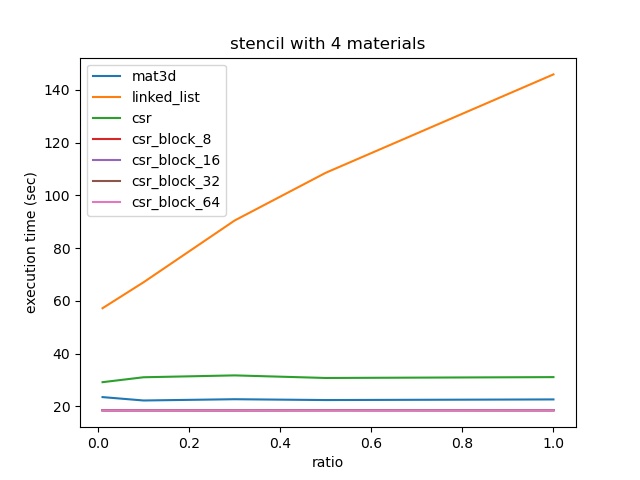 stencil with 4 materials
mat3d
linked_list
csr
csr_block_8
csr_block_16
csr_block_32
csr_block_64
execution time (sec)
140
120
100
80
60
40
20
0.0 0.2 0.4 0.6 0.8 1.0
ratio